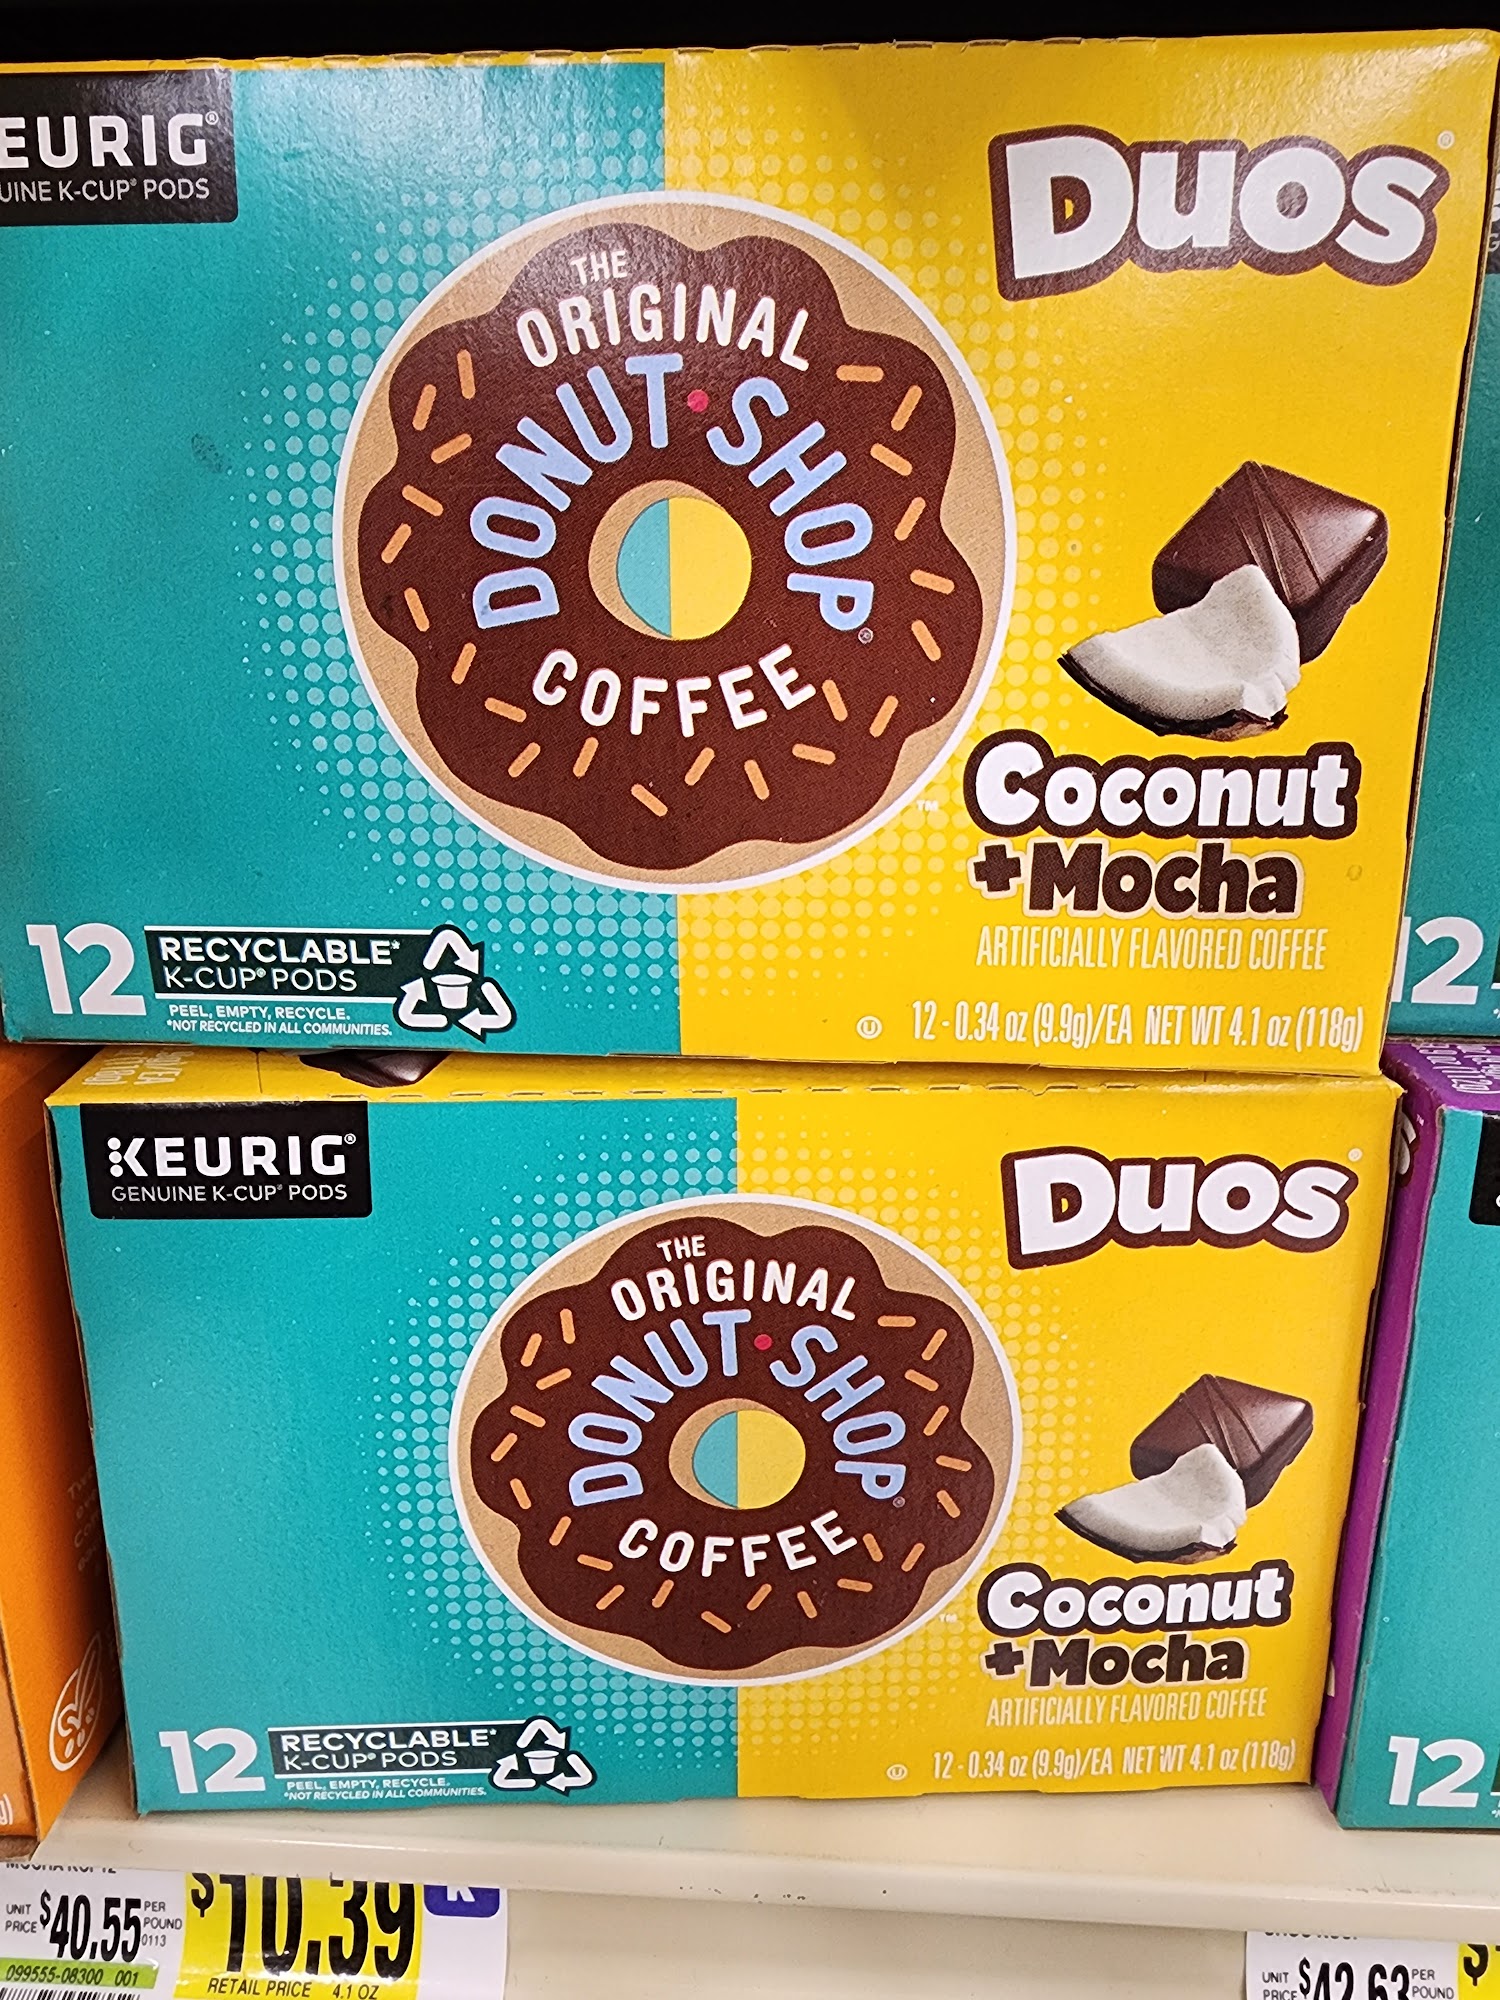 EURIG®
UINE K-CUP® PODS
DUOS®
THE
ORIGINAL
DONUT·SHOP®
COFFEE
™
Coconut
+Mocha
ARTIFICIALLY FLAVORED COFFEE
12 RECYCLABLE*
K-CUP® PODS
PEEL, EMPTY, RECYCLE.
*NOT RECYCLED IN ALL COMMUNITIES.
U 12 - 0.34 oz (9.9g)/EA NET WT 4.1 oz (118g)
12
KEURIG®
GENUINE K-CUP® PODS
DUOS®
THE
ORIGINAL
DONUT·SHOP®
COFFEE
™
Coconut
+Mocha
ARTIFICIALLY FLAVORED COFFEE
12 RECYCLABLE*
K-CUP® PODS
PEEL, EMPTY, RECYCLE.
*NOT RECYCLED IN ALL COMMUNITIES.
U 12 - 0.34 oz (9.9g)/EA NET WT 4.1 oz (118g)
12
UNIT PRICE $40.55 PER POUND
0113
099555-08300 001
$10.39
RETAIL PRICE 4.1 OZ
UNIT PRICE $42.63 PER POUND
$